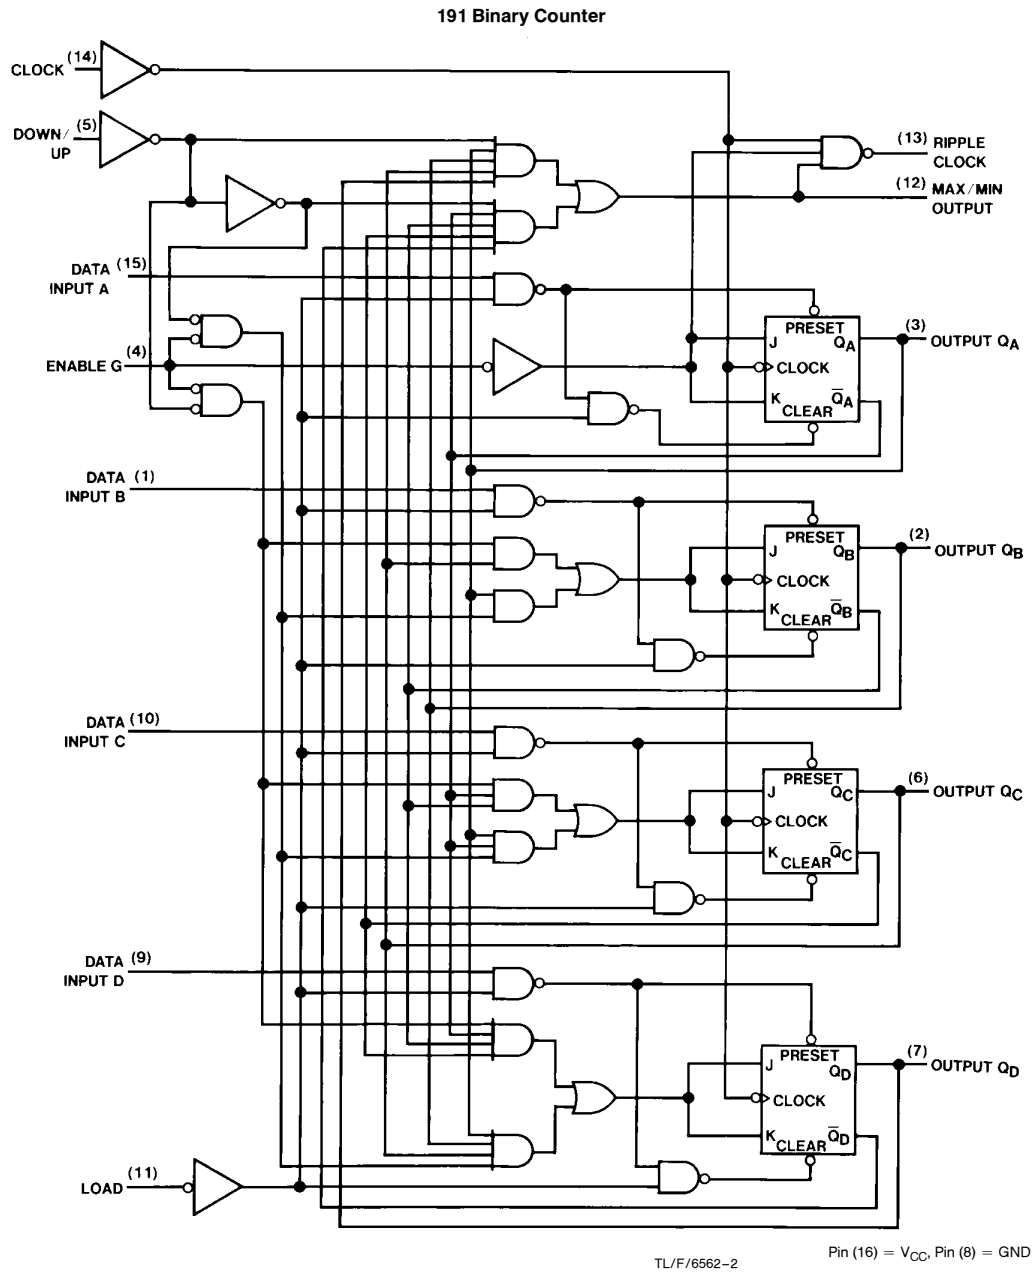 191 Binary Counter
CLOCK (14)
DOWN/ (5)
UP
(13) RIPPLE
CLOCK
(12) MAX/MIN
OUTPUT
DATA (15)
INPUT A
PRESET
J QA
(3) OUTPUT QA
ENABLE G (4)
CLOCK
K Q̅A
CLEAR
DATA (1)
INPUT B
PRESET
J QB
(2) OUTPUT QB
CLOCK
K Q̅B
CLEAR
DATA (10)
INPUT C
PRESET
J QC
(6) OUTPUT QC
CLOCK
K Q̅C
CLEAR
DATA (9)
INPUT D
PRESET
J QD
(7) OUTPUT QD
CLOCK
K Q̅D
CLEAR
LOAD (11)
TL/F/6562–2
Pin (16) = VCC, Pin (8) = GND